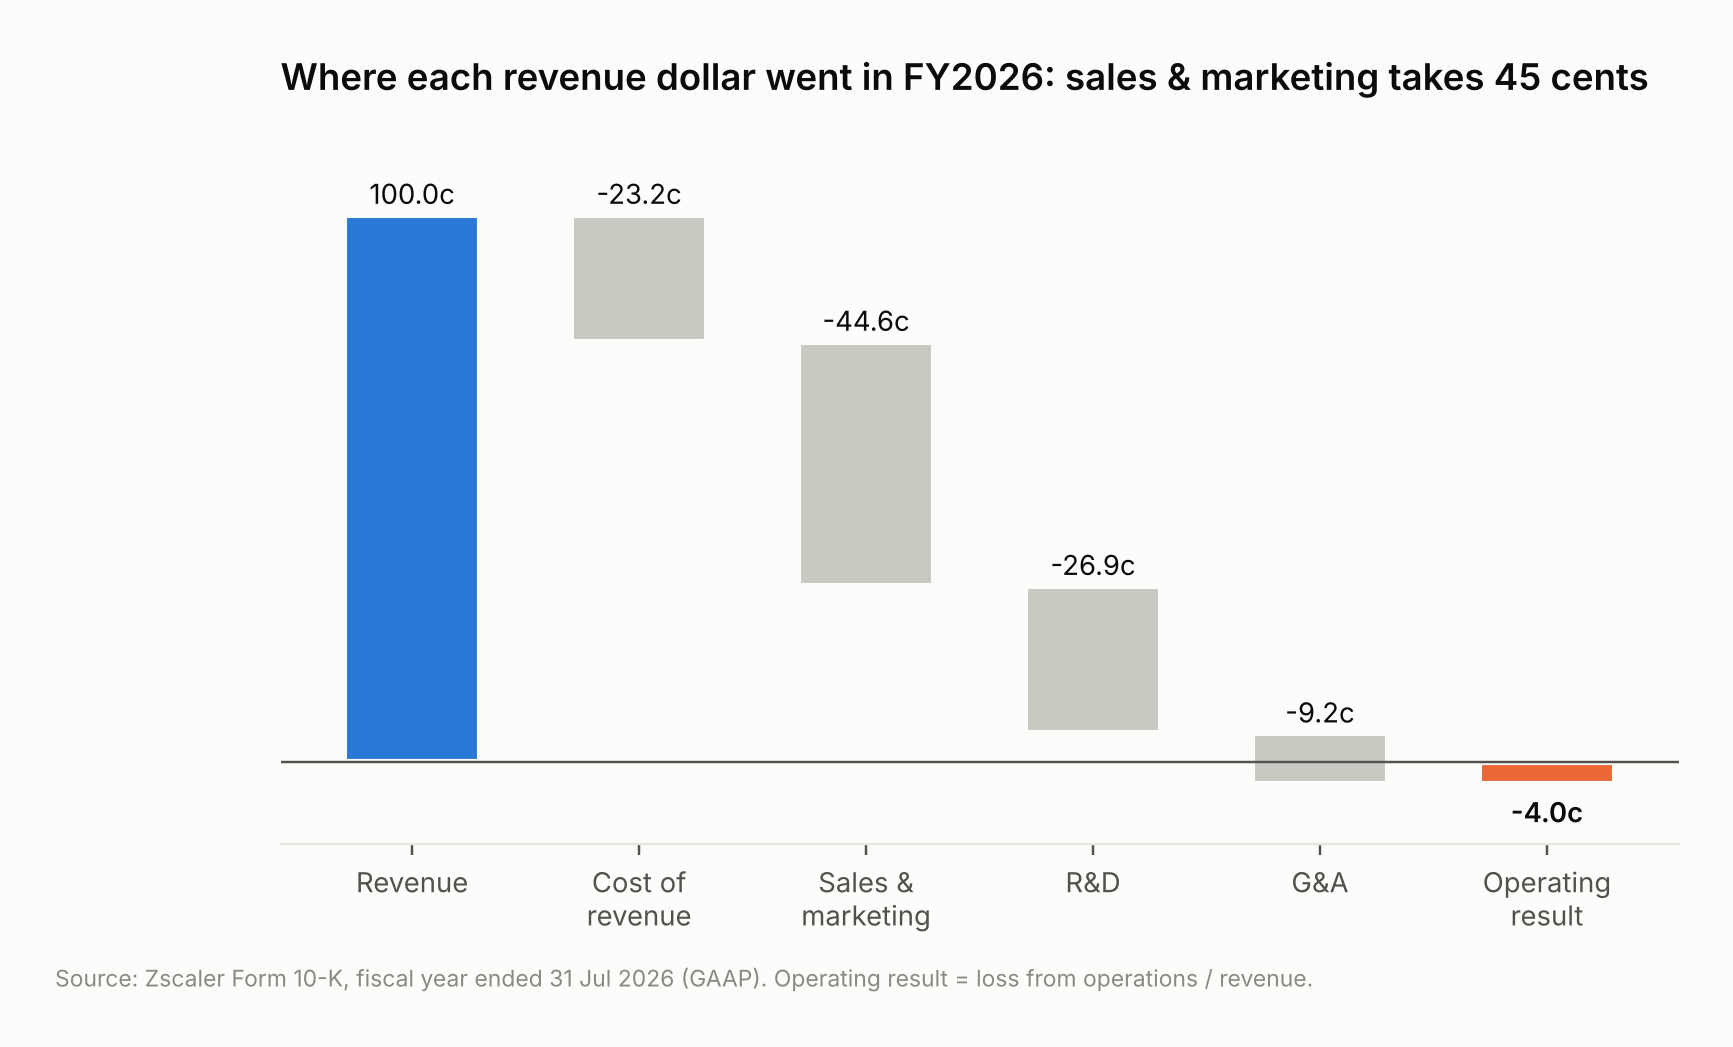 Where each revenue dollar went in FY2026: sales & marketing takes 45 cents
100.0c
-23.2c
-44.6c
-26.9c
-9.2c
-4.0c
Revenue
Cost of
revenue
Sales &
marketing
R&D
G&A
Operating
result
Source: Zscaler Form 10-K, fiscal year ended 31 Jul 2026 (GAAP). Operating result = loss from operations / revenue.